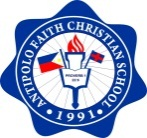 ANTIPOLO FAITH CHRISTIAN SCHOOL
• 1991 •